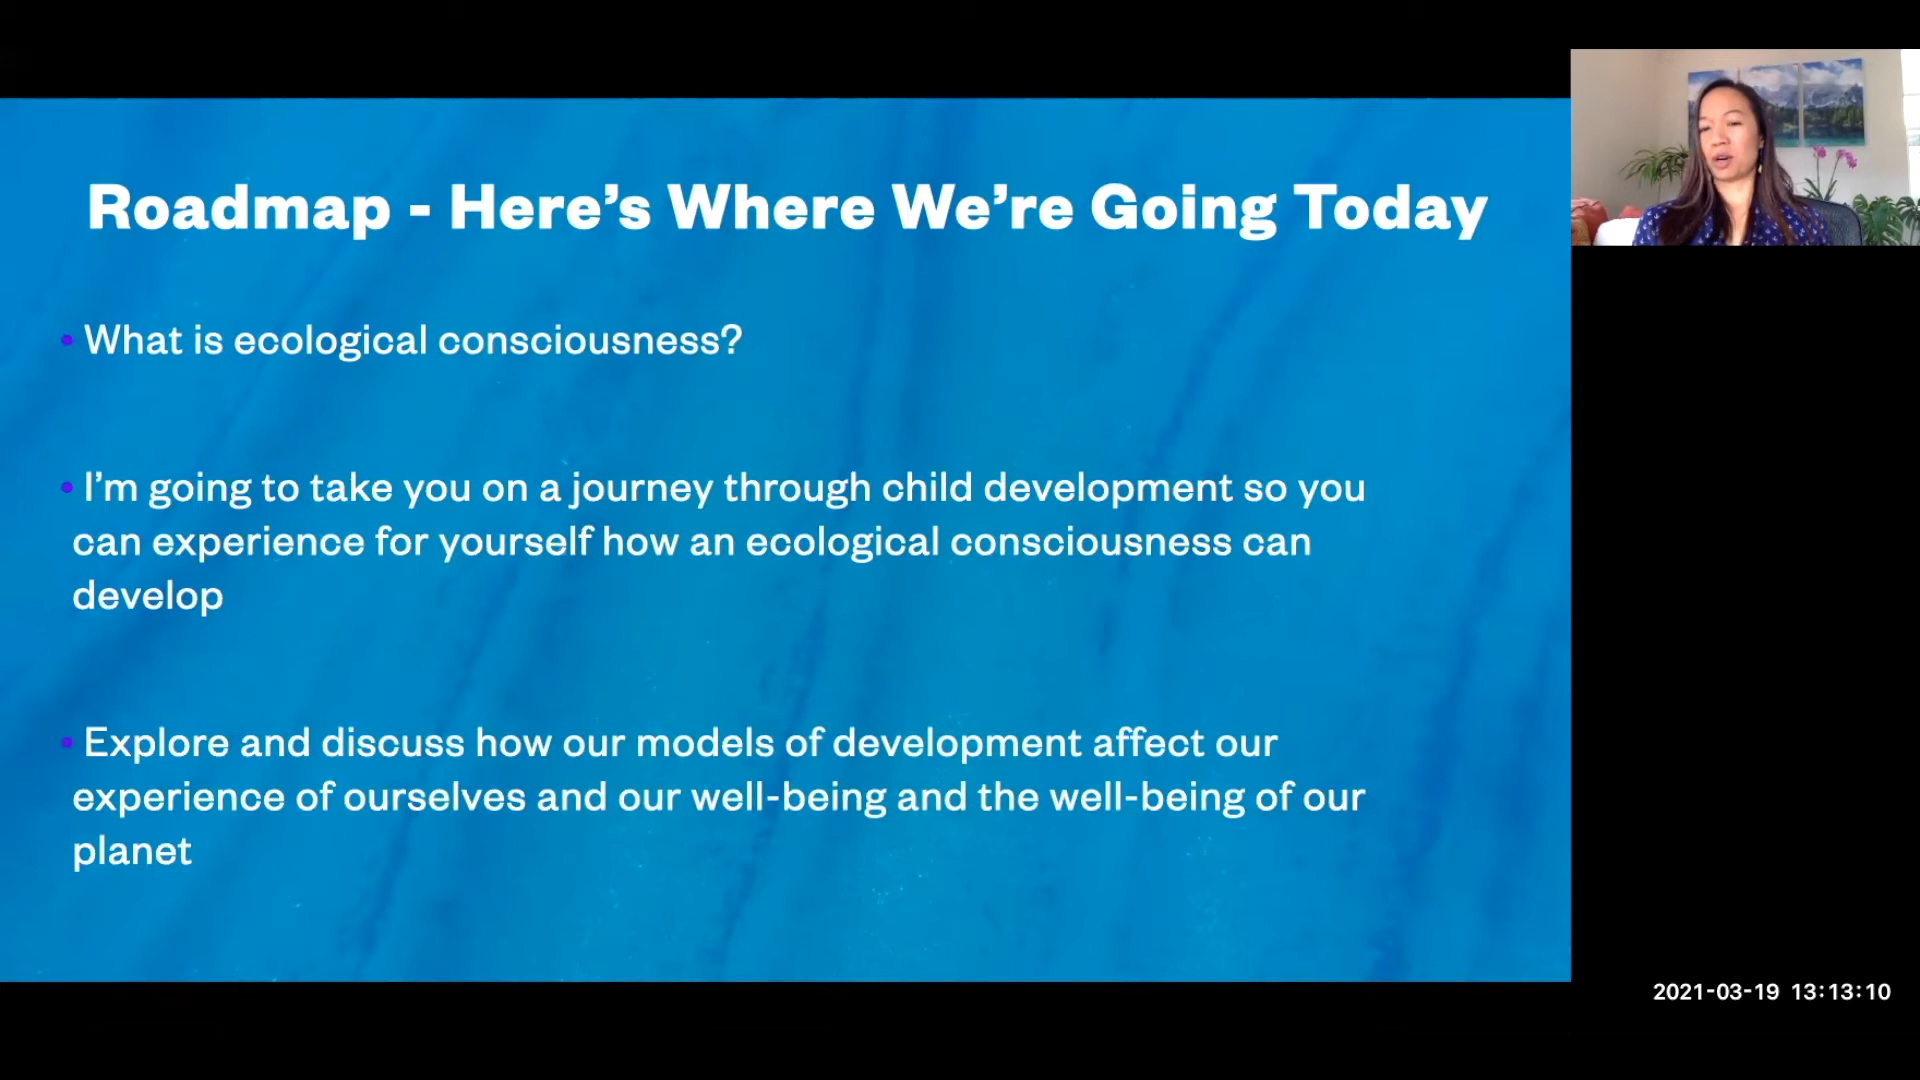 Roadmap - Here’s Where We’re Going Today
• What is ecological consciousness?
• I’m going to take you on a journey through child development so you
can experience for yourself how an ecological consciousness can
develop
• Explore and discuss how our models of development affect our
experience of ourselves and our well-being and the well-being of our
planet
2021-03-19 13:13:10